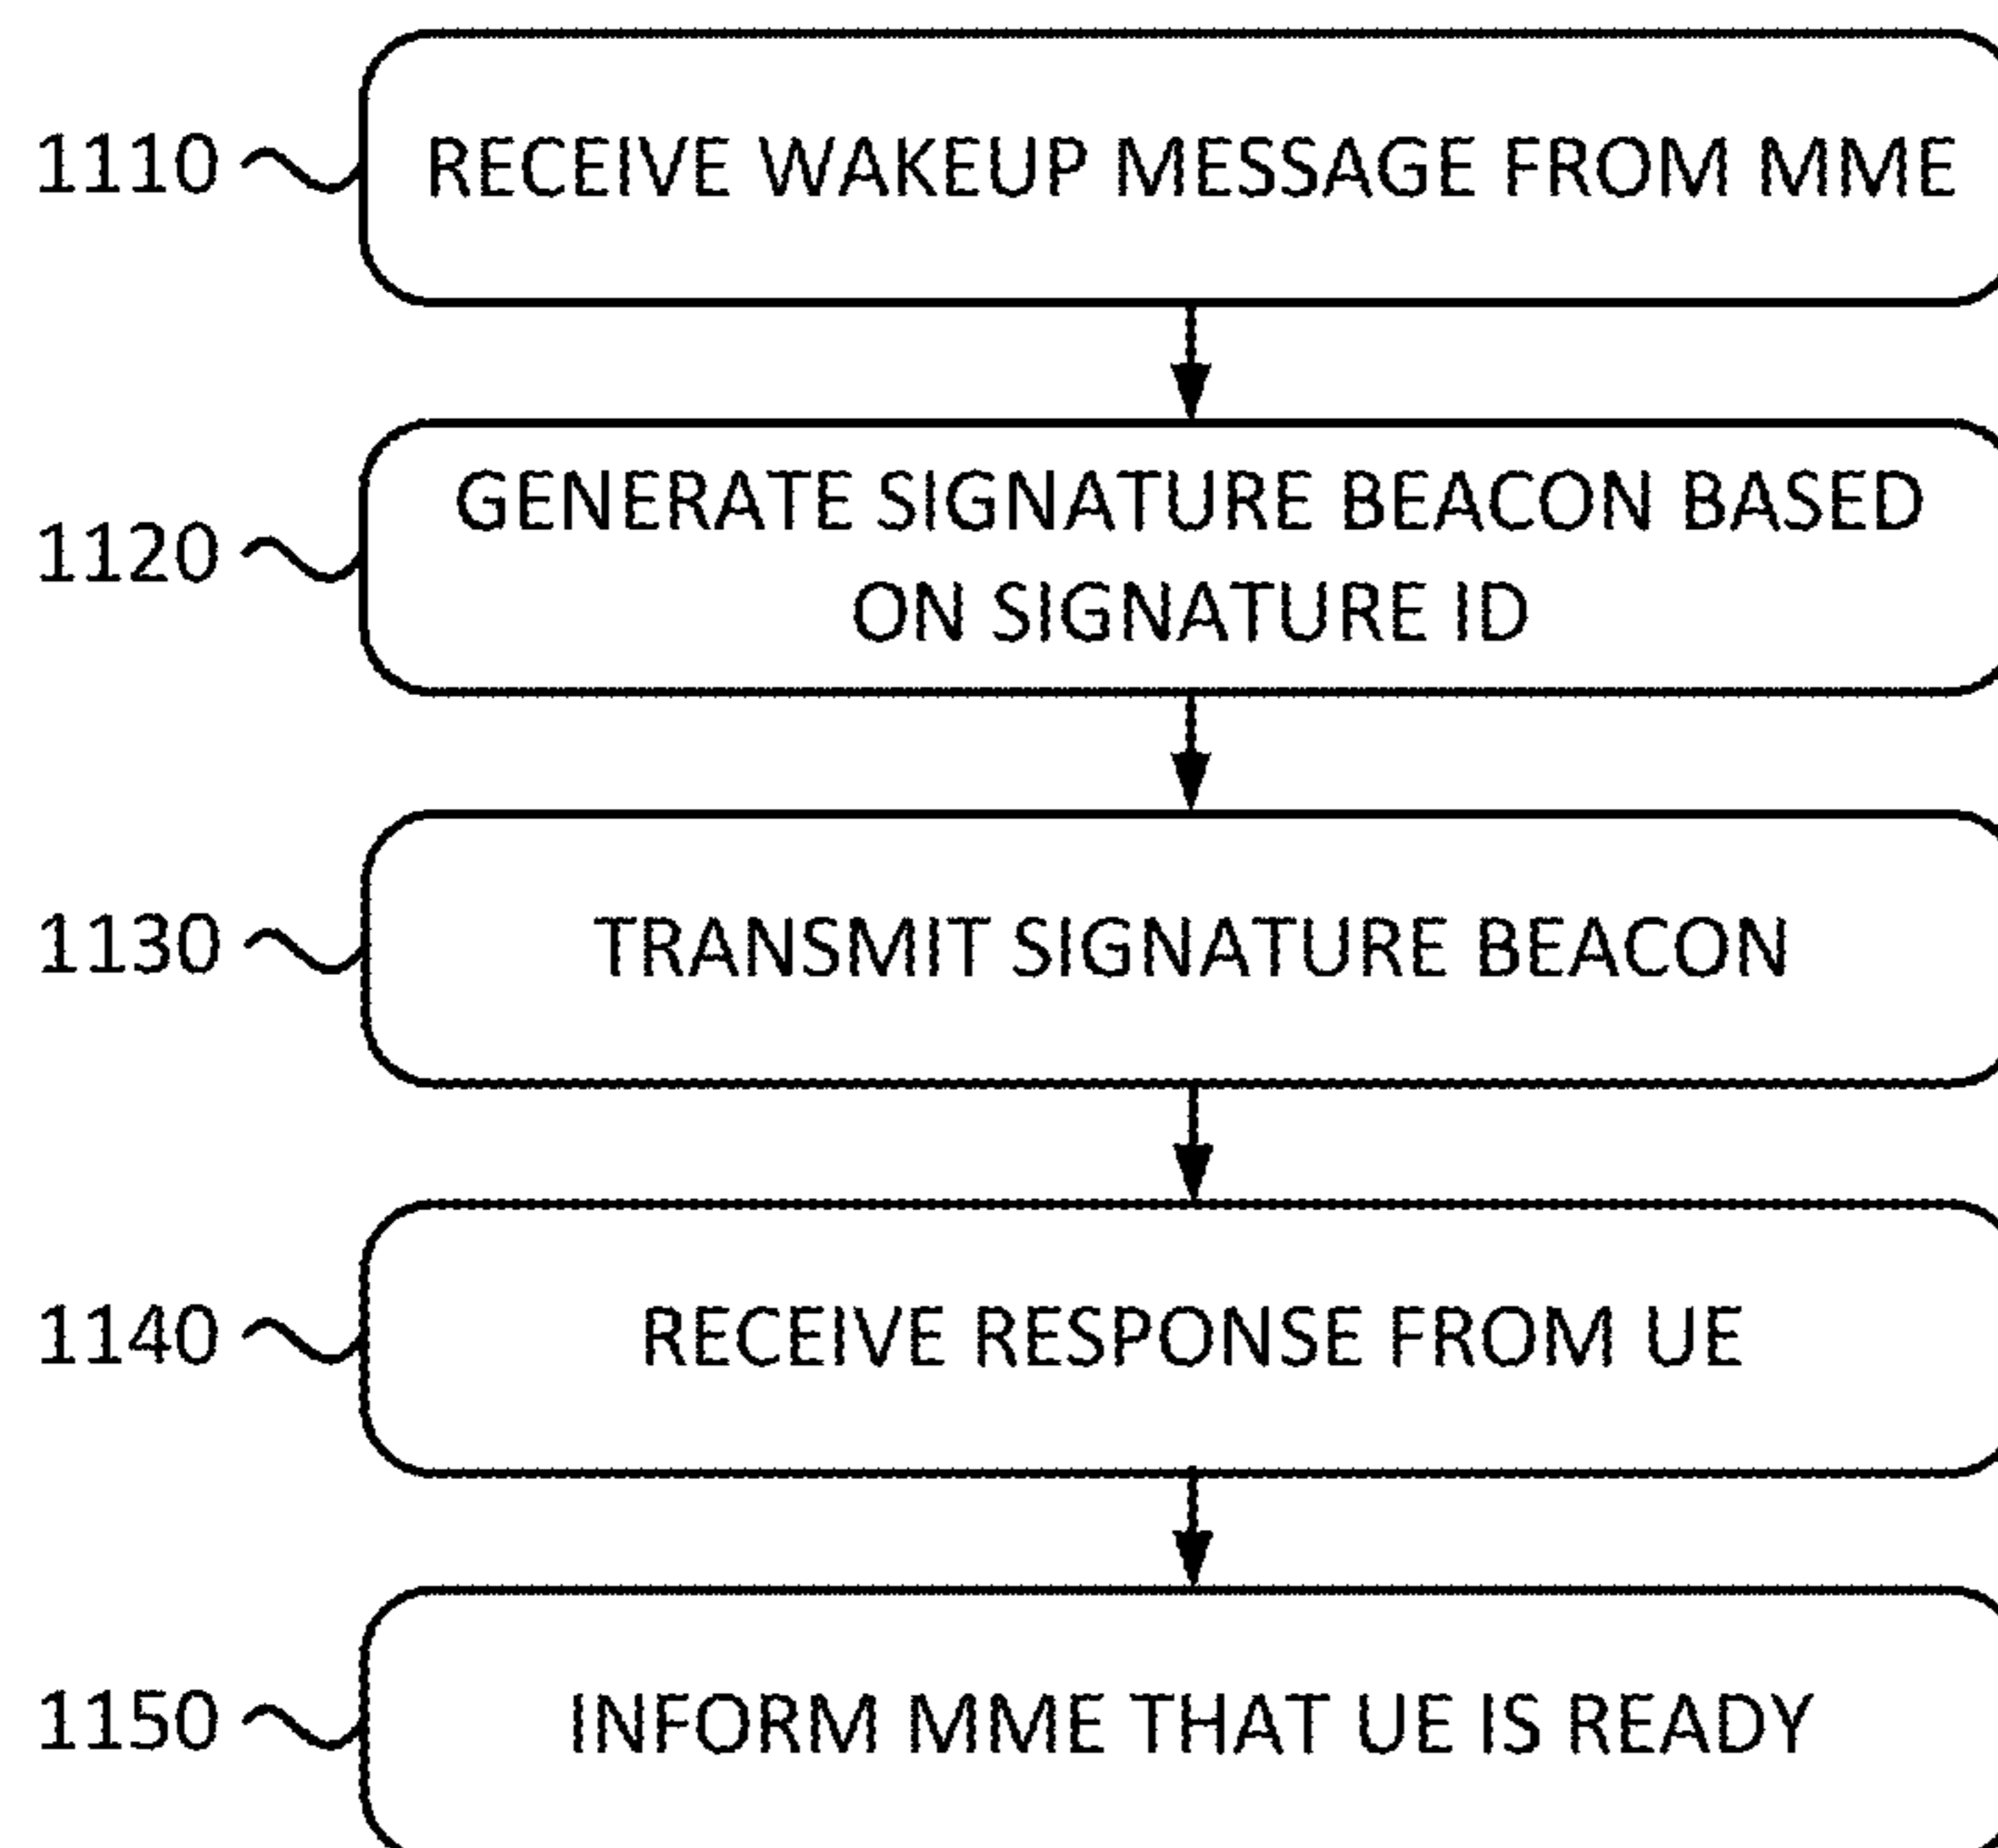 1110 RECEIVE WAKEUP MESSAGE FROM MME
1120 GENERATE SIGNATURE BEACON BASED
ON SIGNATURE ID
1130 TRANSMIT SIGNATURE BEACON
1140 RECEIVE RESPONSE FROM UE
1150 INFORM MME THAT UE IS READY